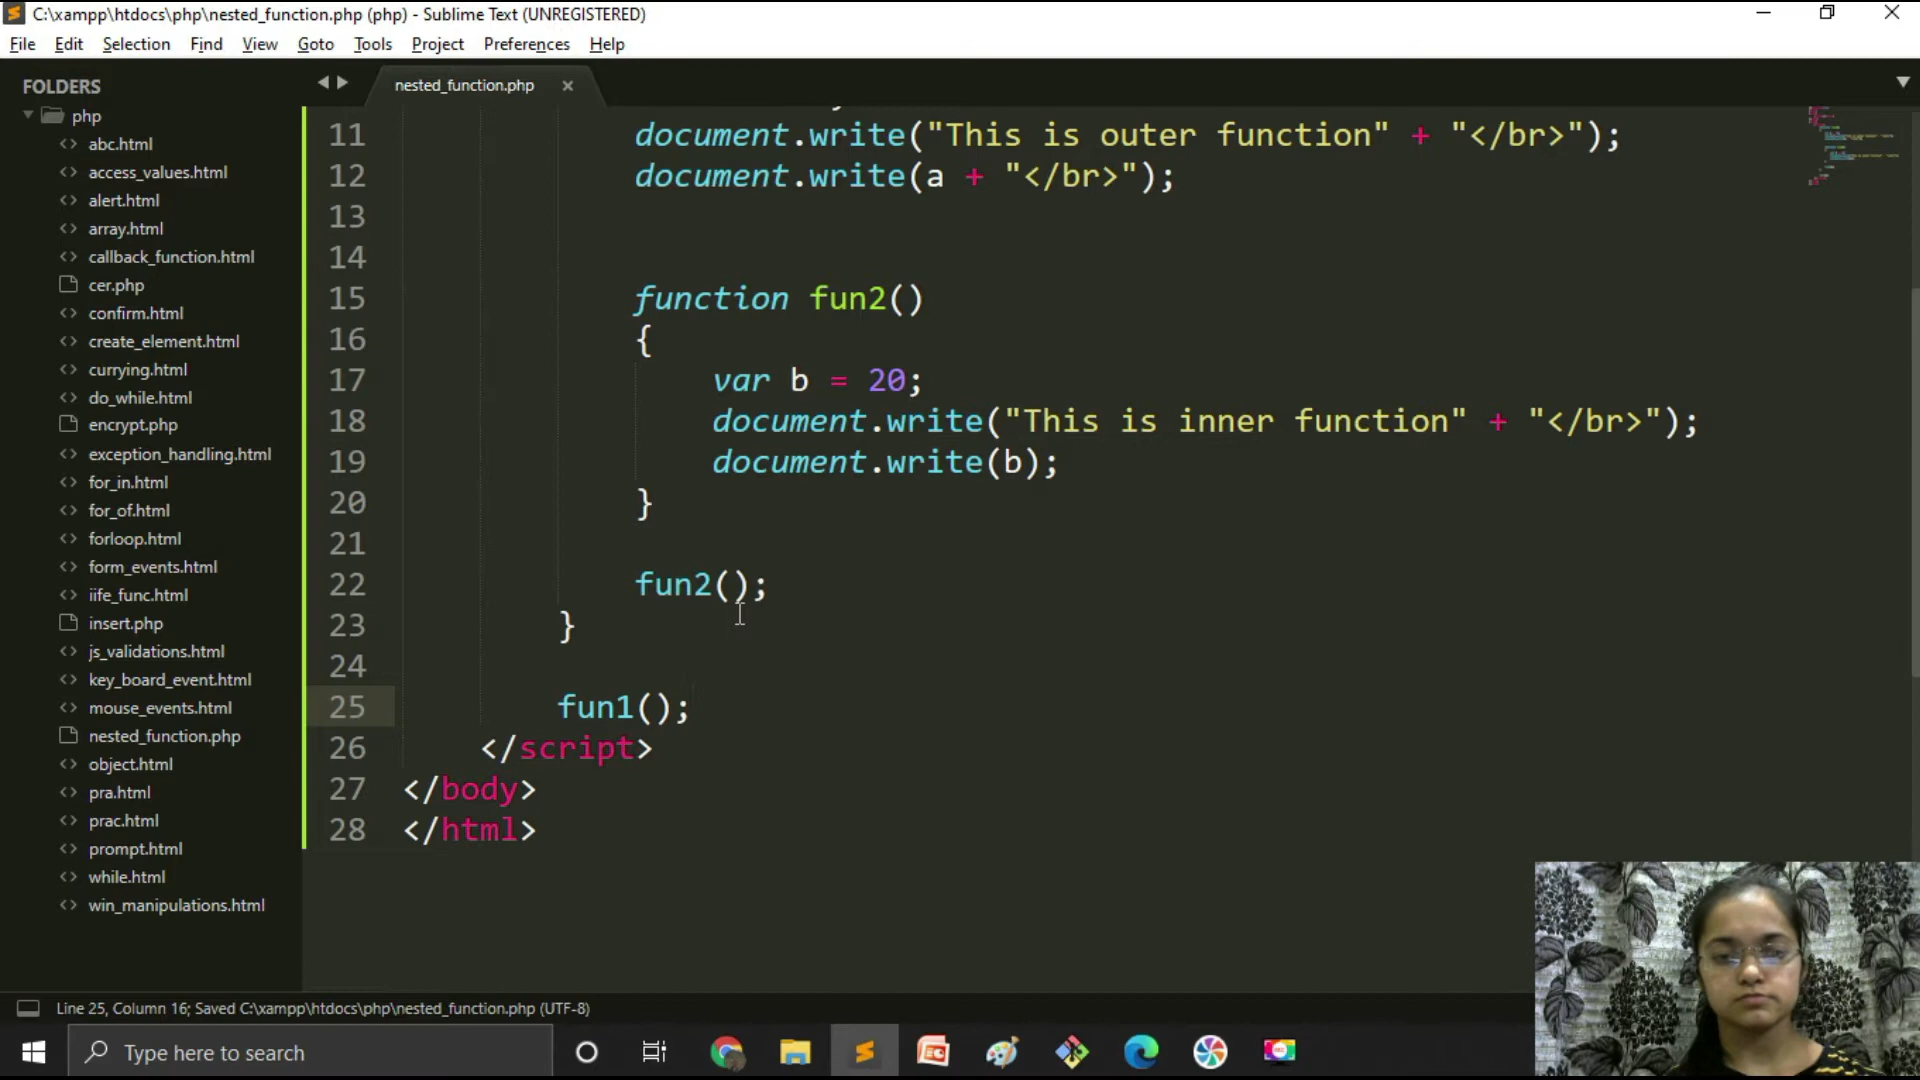 C:\xampp\htdocs\php\nested_function.php (php) - Sublime Text (UNREGISTERED)
File Edit Selection Find View Goto Tools Project Preferences Help
FOLDERS
php
abc.html
access_values.html
alert.html
array.html
callback_function.html
cer.php
confirm.html
create_element.html
currying.html
do_while.html
encrypt.php
exception_handling.html
for_in.html
for_of.html
forloop.html
form_events.html
iife_func.html
insert.php
js_validations.html
key_board_event.html
mouse_events.html
nested_function.php
object.html
pra.html
prac.html
prompt.html
while.html
win_manipulations.html
nested_function.php ×
11 document.write("This is outer function" + "</br>");
12 document.write(a + "</br>");
13
14
15 function fun2()
16 {
17 var b = 20;
18 document.write("This is inner function" + "</br>");
19 document.write(b);
20 }
21
22 fun2();
23 }
24
25 fun1();
26 </script>
27 </body>
28 </html>
Line 25, Column 16; Saved C:\xampp\htdocs\php\nested_function.php (UTF-8)
Type here to search